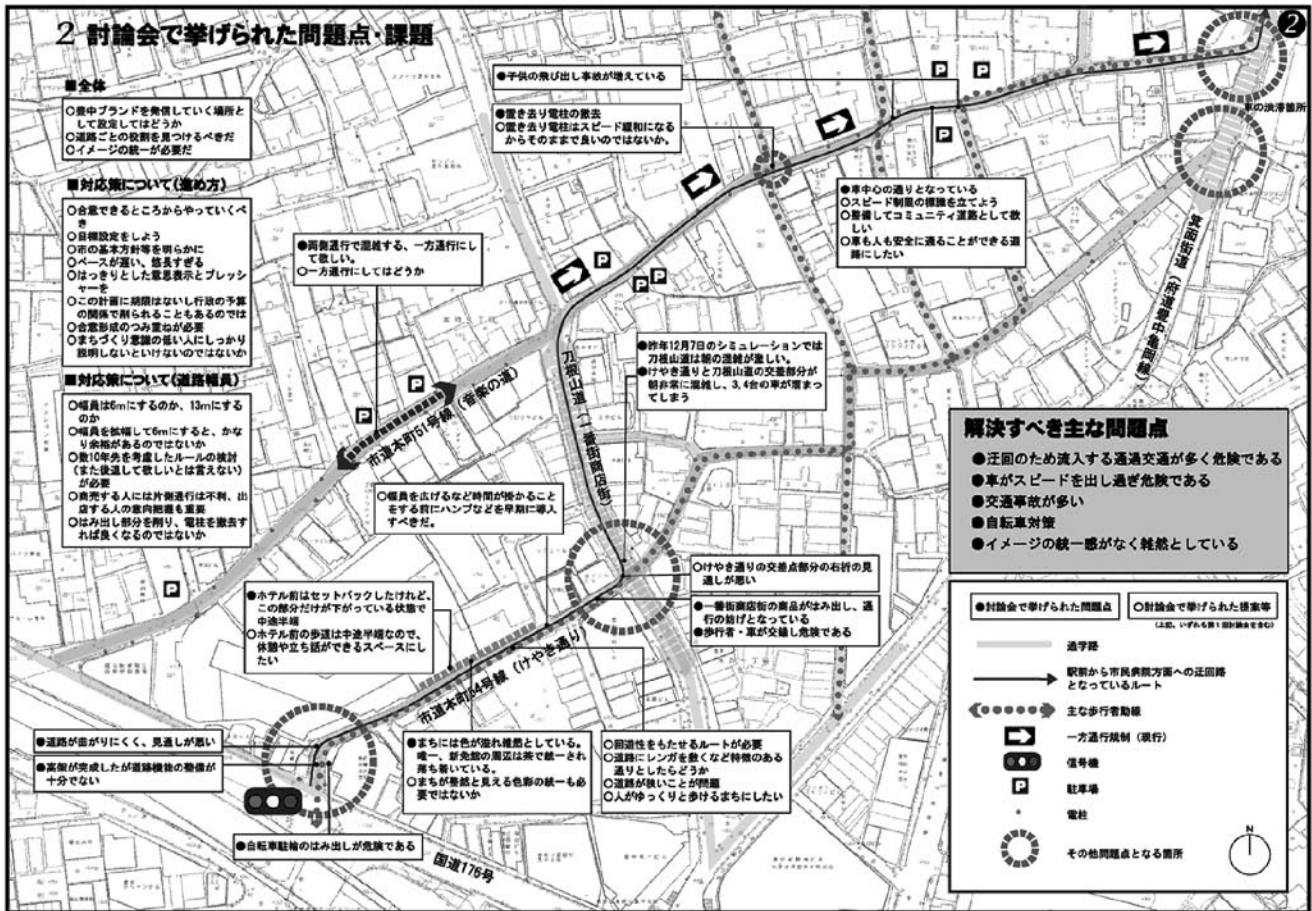 2 討論会で挙げられた問題点・課題
2
■全体
○豊中ブランドを発信していく場所と
して設定してはどうか
○道路ごとの役割を見つけるべきだ
○イメージの統一が必要だ
■対応策について(進め方)
○合意できるところからやっていくべ
き
○目標設定をしよう
○市の基本方針等を明らかに
○ペースが遅い、悠長すぎる
○はっきりとした意思表示とプレッシ
ャーを
○この計画に期限はないし行政の予算
の関係で削られることもあるのでは
○合意形成のつみ重ねが必要
○まちづくり意識の低い人にしっかり
説明しないといけないのではないか
■対応策について(道路幅員)
○幅員は6mにするのか、13mにする
のか
○幅員を拡幅して6mにすると、かな
り余裕があるのではないか
○数10年先を考慮したルールの検討
(また後退して欲しいとは言えない)
が必要
○商売する人には片側通行は不利、出
店する人の意向把握も重要
○はみ出し部分を削り、電柱を撤去す
れば良くなるのではないか
●子供の飛び出し事故が増えている
●置き去り電柱の撤去
○置き去り電柱はスピード緩和になる
からそのままで良いのではないか。
●両側通行で混雑する、一方通行にし
て欲しい。
○一方通行にしてはどうか
●車中心の通りとなっている
○スピード制限の標識を立てよう
○整備してコミュニティ道路として欲
しい
○車も人も安全に通ることができる道
路にしたい
車の渋滞箇所
箕面街道(府道豊中亀岡線)
●昨年12月7日のシミュレーションでは
刀根山道は朝の混雑が激しい。
●けやき通りと刀根山道の交差部分が
朝非常に混雑し、3,4台の車が溜まっ
てしまう
刀根山道(一番街商店街)
市道本町51号線(音楽の道)
○幅員を広げるなど時間が掛かること
をする前にハンプなどを早期に導入
すべきだ。
○けやき通りの交差点部分の右折の見
通しが悪い
●一番街商店街の商品がはみ出し、通
行の妨げとなっている
●歩行者・車が交錯し危険である
●ホテル前はセットバックしたけれど、
この部分だけが下がっている状態で
中途半端
○ホテル前の歩道は中途半端なので、
休憩や立ち話ができるスペースにし
たい
市道本町64号線(けやき通り)
●道路が曲がりにくく、見通しが悪い
●高架が完成したが道路機後の整備が
十分でない
●まちには色が溢れ雑然としている。
唯一、新免館の周辺は茶で統一され
落ち着いている。
○まちが整然と見える色彩の統一も必
要ではないか
○回遊性をもたせるルートが必要
○道路にレンガを敷くなど特徴のある
通りとしたらどうか
○道路が狭いことが問題
○人がゆっくりと歩けるまちにしたい
●自転車駐輪のはみ出しが危険である
国道176号
解決すべき主な問題点
●迂回のため流入する通過交通が多く危険である
●車がスピードを出し過ぎ危険である
●交通事故が多い
●自転車対策
●イメージの統一感がなく雑然としている
●討論会で挙げられた問題点
○討論会で挙げられた提案等
(上記、いずれも第1回討論会を含む)
通学路
駅前から市民病院方面への迂回路
となっているルート
主な歩行者動線
一方通行規制(現行)
信号機
P
駐車場
電柱
その他問題点となる箇所
N